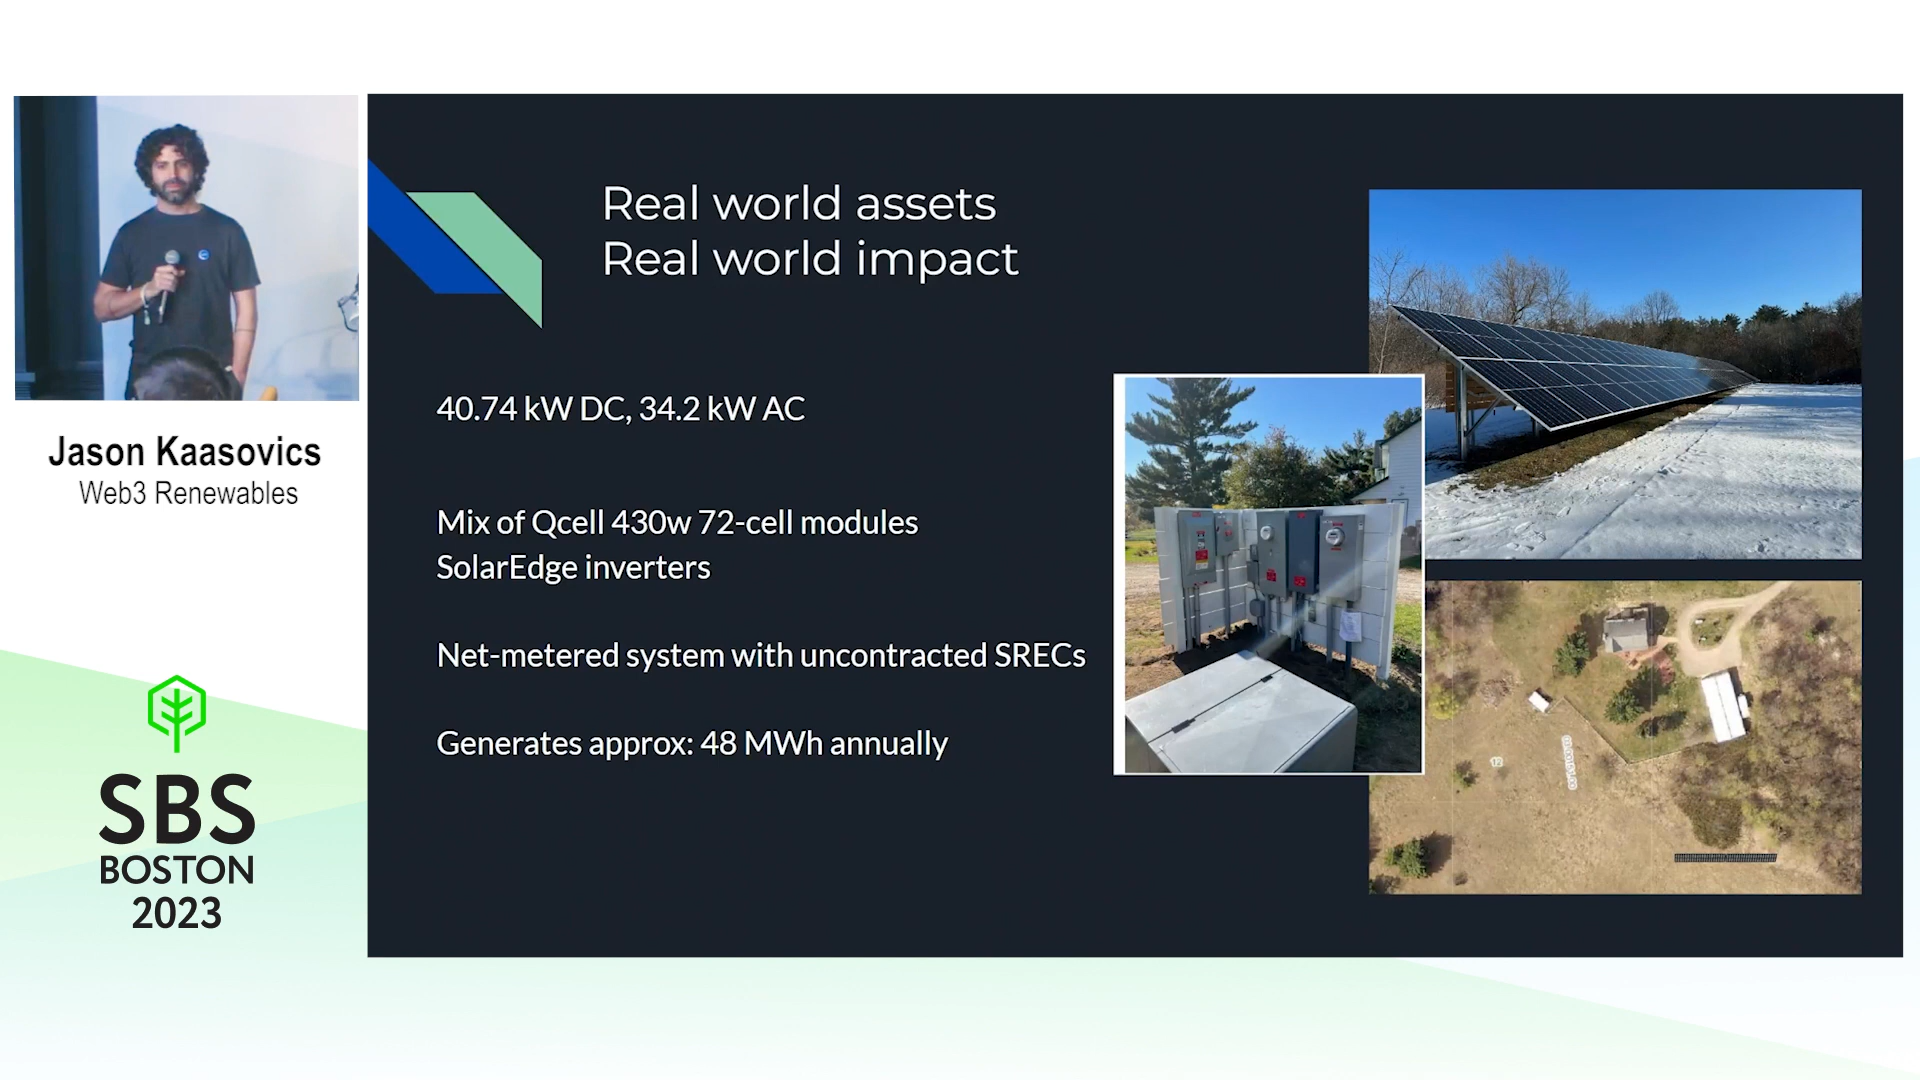 Jason Kaasovics
Web3 Renewables
SBS
BOSTON
2023
Real world assets
Real world impact
40.74 kW DC, 34.2 kW AC
Mix of Qcell 430w 72-cell modules
SolarEdge inverters
Net-metered system with uncontracted SRECs
Generates approx: 48 MWh annually
12